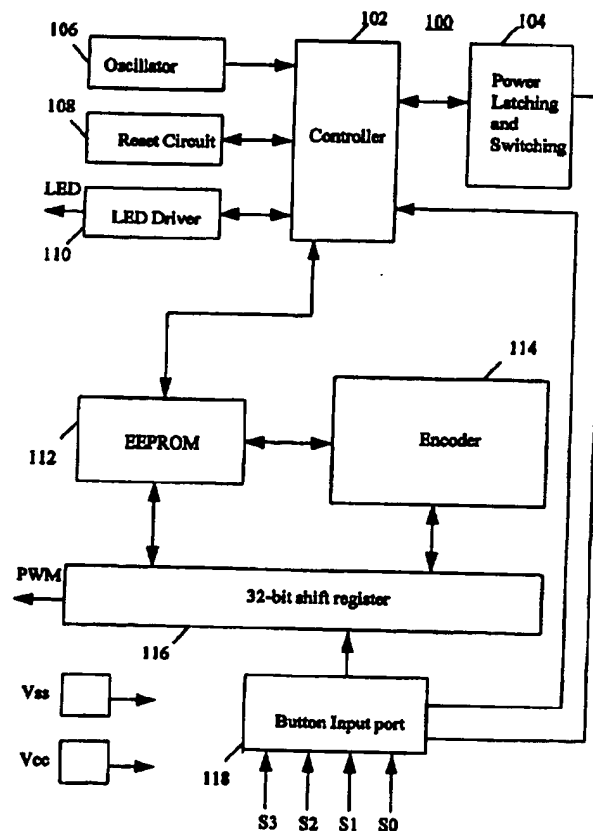 102
100
104
106
Oscillator
108
Reset Circuit
Controller
Power
Latching
and
Switching
LED
LED Driver
110
114
112
EEPROM
Encoder
PWM
32-bit shift register
116
Vss
Button Input port
Vcc
118
S3 S2 S1 S0